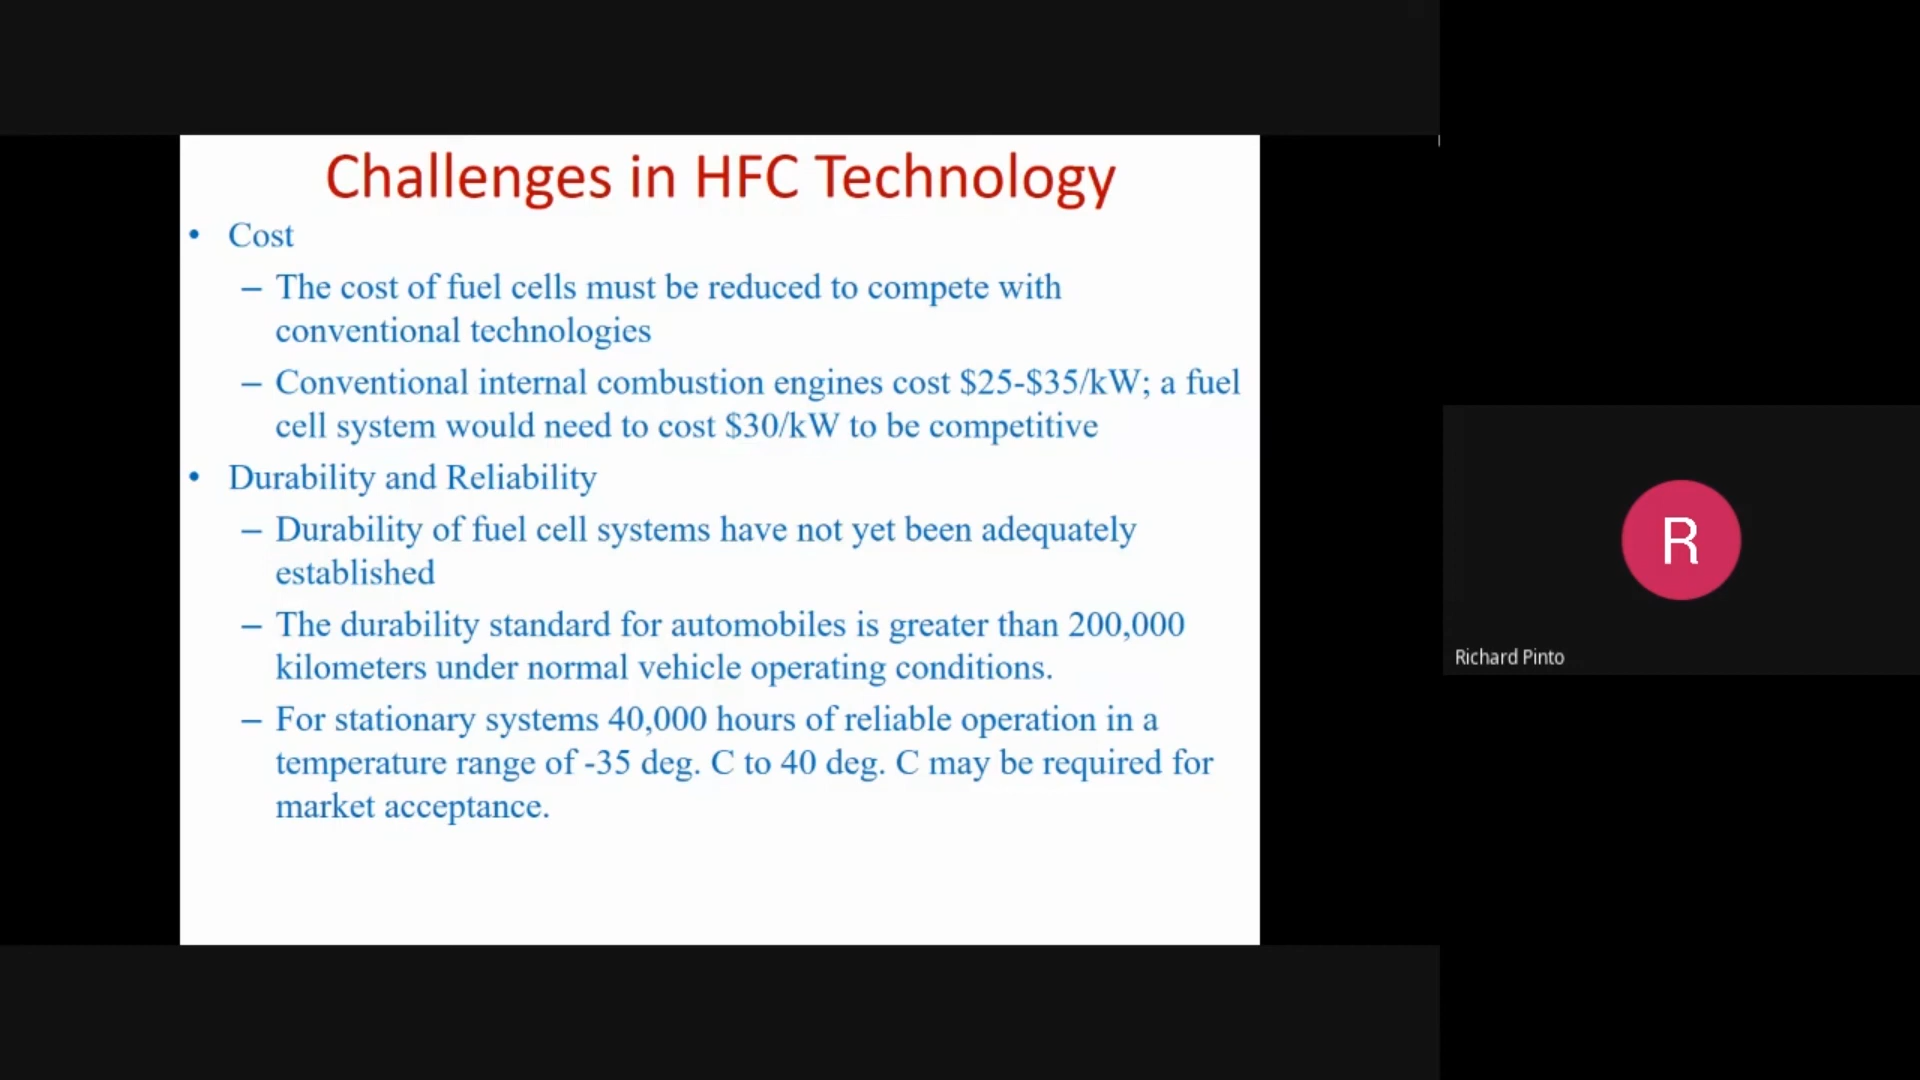 Challenges in HFC Technology
• Cost
– The cost of fuel cells must be reduced to compete with
conventional technologies
– Conventional internal combustion engines cost $25-$35/kW; a fuel
cell system would need to cost $30/kW to be competitive
• Durability and Reliability
– Durability of fuel cell systems have not yet been adequately
established
– The durability standard for automobiles is greater than 200,000
kilometers under normal vehicle operating conditions.
– For stationary systems 40,000 hours of reliable operation in a
temperature range of -35 deg. C to 40 deg. C may be required for
market acceptance.
R
Richard Pinto